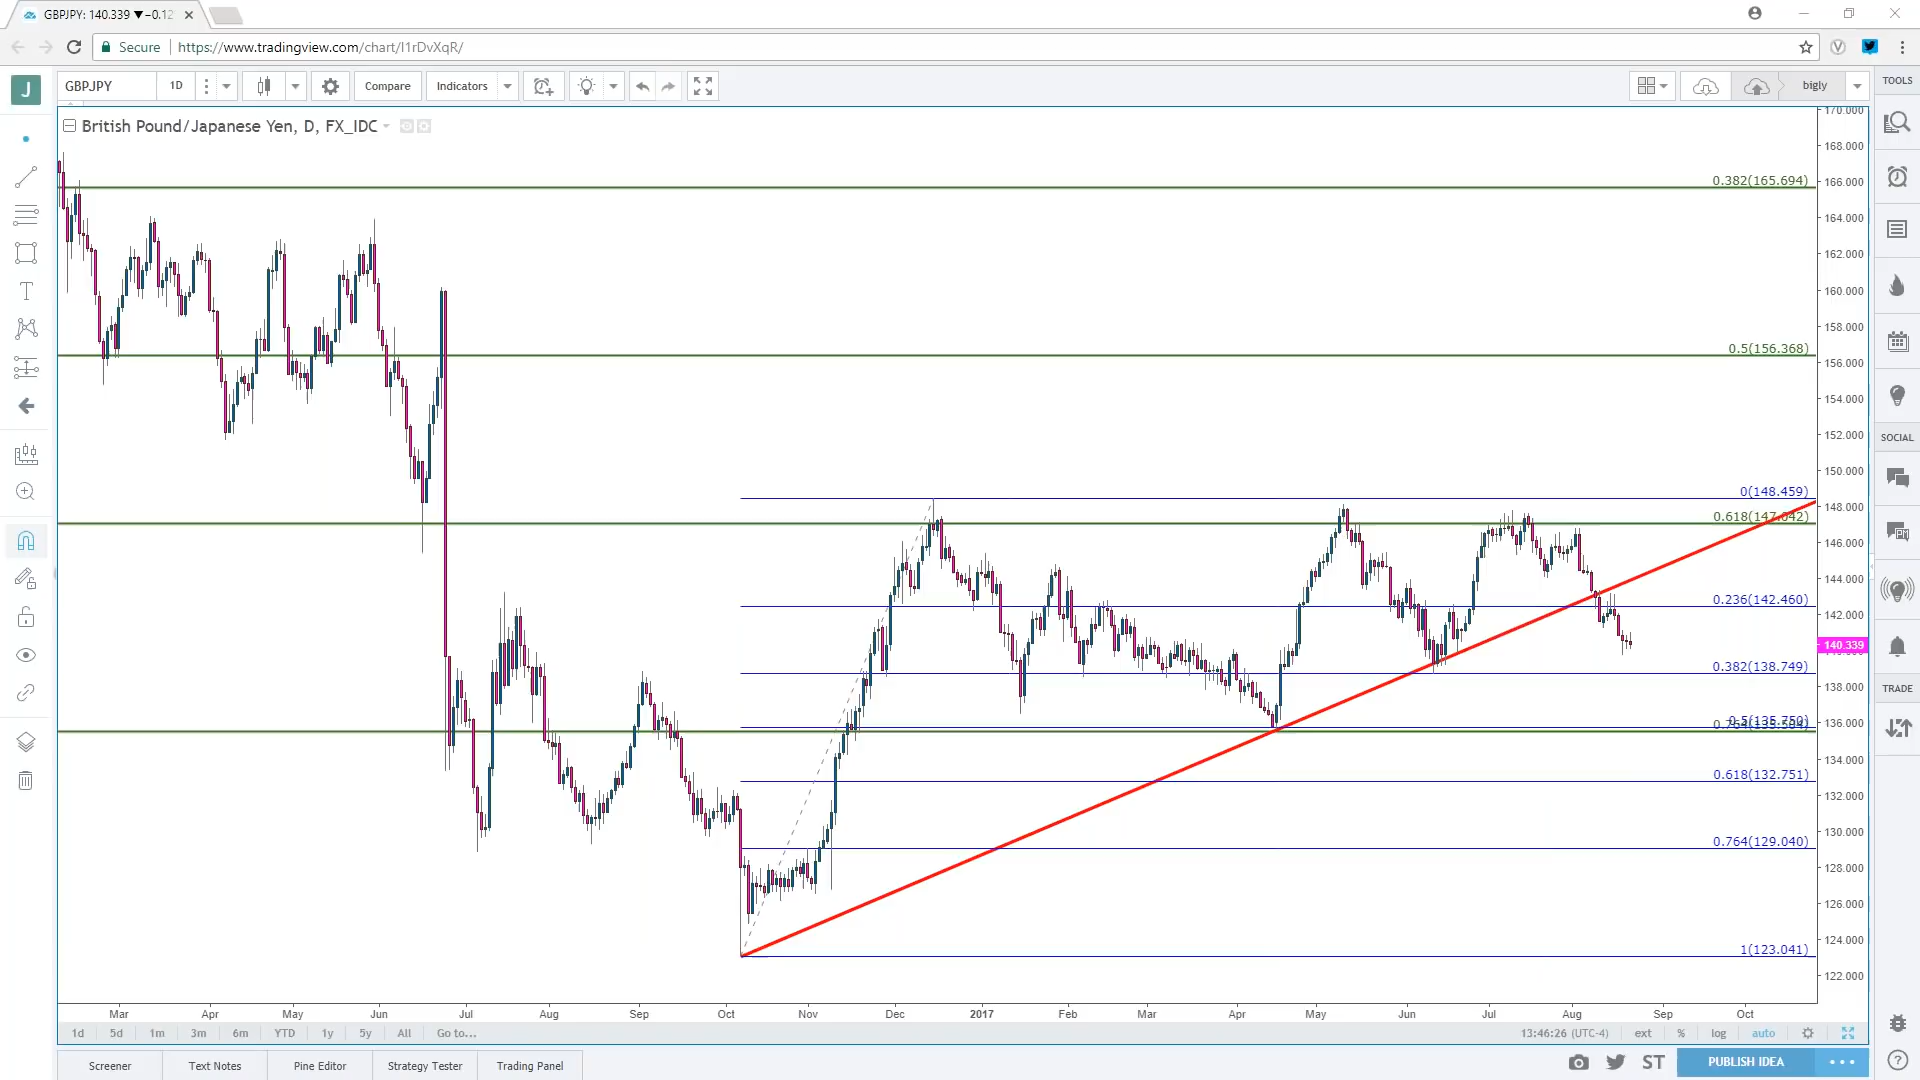 GBPJPY: 140.339 ▼−0.12
Secure
https://www.tradingview.com/chart/I1rDvXqR/
J
GBPJPY
1D
Compare
Indicators
bigly
TOOLS
British Pound/Japanese Yen, D, FX_IDC
170.000
168.000
166.000
164.000
162.000
160.000
158.000
156.000
154.000
152.000
150.000
148.000
146.000
144.000
142.000
140.339
138.000
136.000
134.000
132.000
130.000
128.000
126.000
124.000
122.000
0.382(165.694)
0.5(156.368)
0(148.459)
0.618(147.042)
0.236(142.460)
0.382(138.749)
0.5(135.750)
0.618(132.751)
0.764(129.040)
1(123.041)
SOCIAL
TRADE
Mar Apr May Jun Jul Aug Sep Oct Nov Dec 2017 Feb Mar Apr May Jun Jul Aug Sep Oct
1d 5d 1m 3m 6m YTD 1y 5y All Go to...
13:46:26 (UTC-4) ext % log auto
Screener
Text Notes
Pine Editor
Strategy Tester
Trading Panel
ST
PUBLISH IDEA